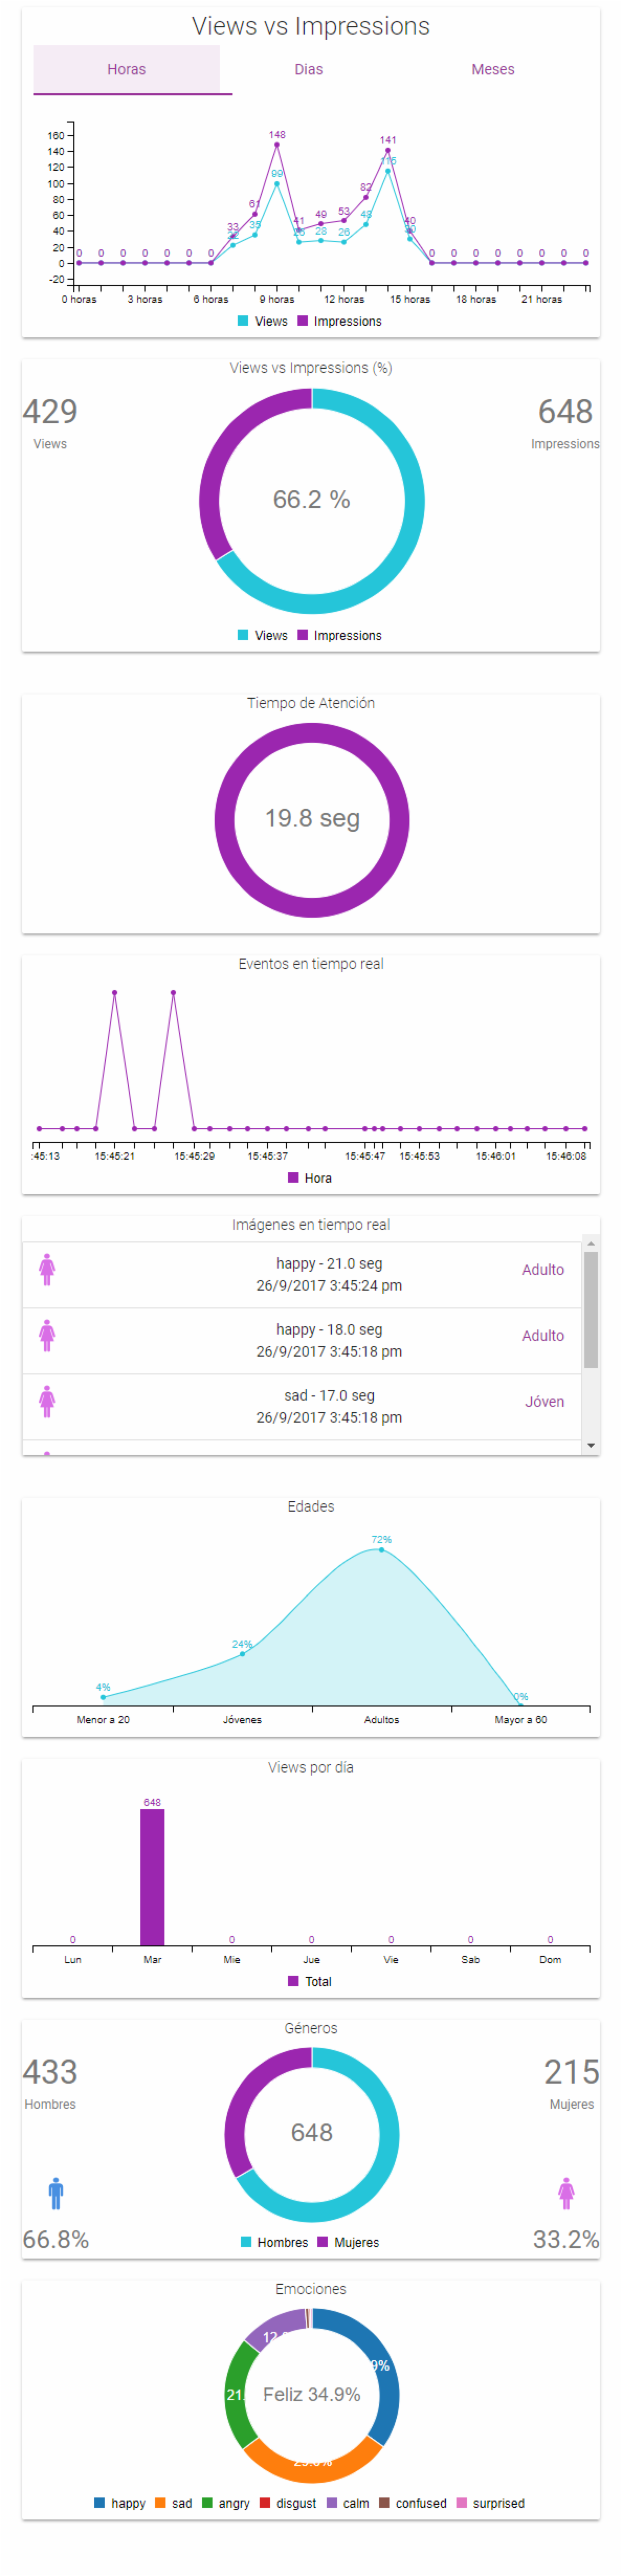 Views vs Impressions
Horas Dias Meses
160
140
120
100
80
60
40
20
0
-20
0 0 0 0 0 0 0 33 61 148 41 49 53 82 141 40 0 0 0 0 0 0 0 0
35 99 28 26 48 115
0 horas 3 horas 6 horas 9 horas 12 horas 15 horas 18 horas 21 horas
Views Impressions
Views vs Impressions (%)
429 648
Views Impressions
66.2 %
Views Impressions
Tiempo de Atención
19.8 seg
Eventos en tiempo real
:45:13 15:45:21 15:45:29 15:45:37 15:45:47 15:45:53 15:46:01 15:46:08
Hora
Imágenes en tiempo real
happy - 21.0 seg
26/9/2017 3:45:24 pm
Adulto
happy - 18.0 seg
26/9/2017 3:45:18 pm
Adulto
sad - 17.0 seg
26/9/2017 3:45:18 pm
Jóven
Edades
4% 24% 72% 0%
Menor a 20 Jóvenes Adultos Mayor a 60
Views por día
0 648 0 0 0 0 0
Lun Mar Mie Jue Vie Sab Dom
Total
Géneros
433 215
Hombres Mujeres
648
66.8% 33.2%
Hombres Mujeres
Emociones
Feliz 34.9%
happy sad angry disgust calm confused surprised